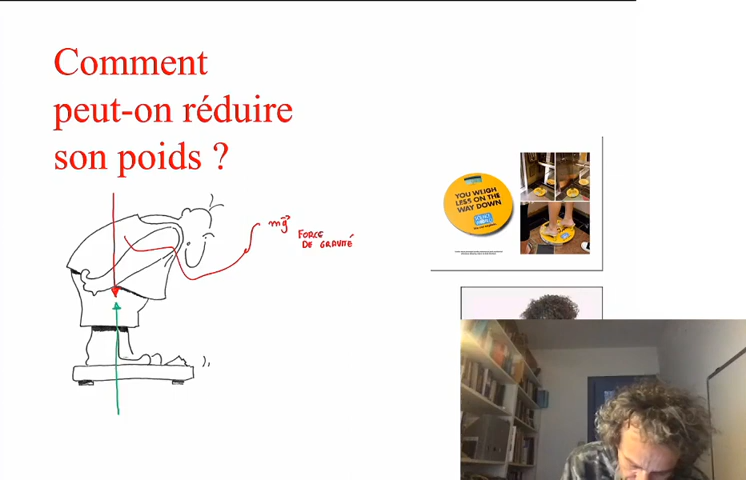 Comment
peut-on réduire
son poids ?
mg
FORCE
DE GRAVITÉ
YOU WEIGH
LESS ON THE
WAY DOWN